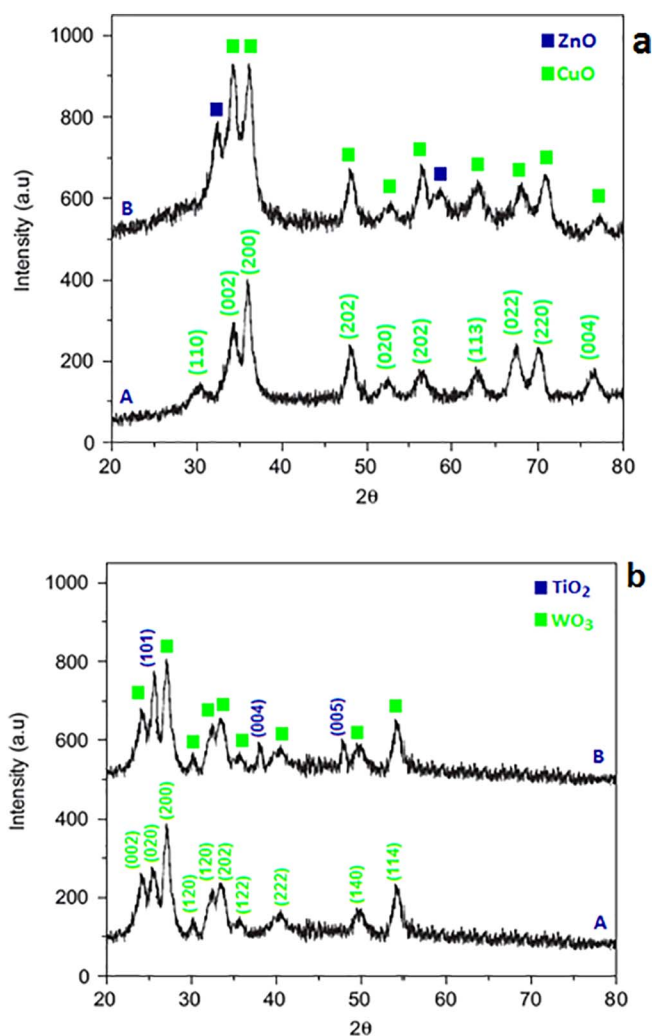 a
ZnO
CuO
1000
800
600
400
200
0
Intensity (a.u)
B
A
(110)
(002)
(200)
(202)
(020)
(202)
(113)
(022)
(220)
(004)
20 30 40 50 60 70 80
2θ
b
TiO2
WO3
1000
800
600
400
200
0
Intensity (a.u)
(101)
(004)
(005)
B
(002)
(020)
(200)
(120)
(120)
(202)
(122)
(222)
(140)
(114)
A
20 30 40 50 60 70 80
2θ